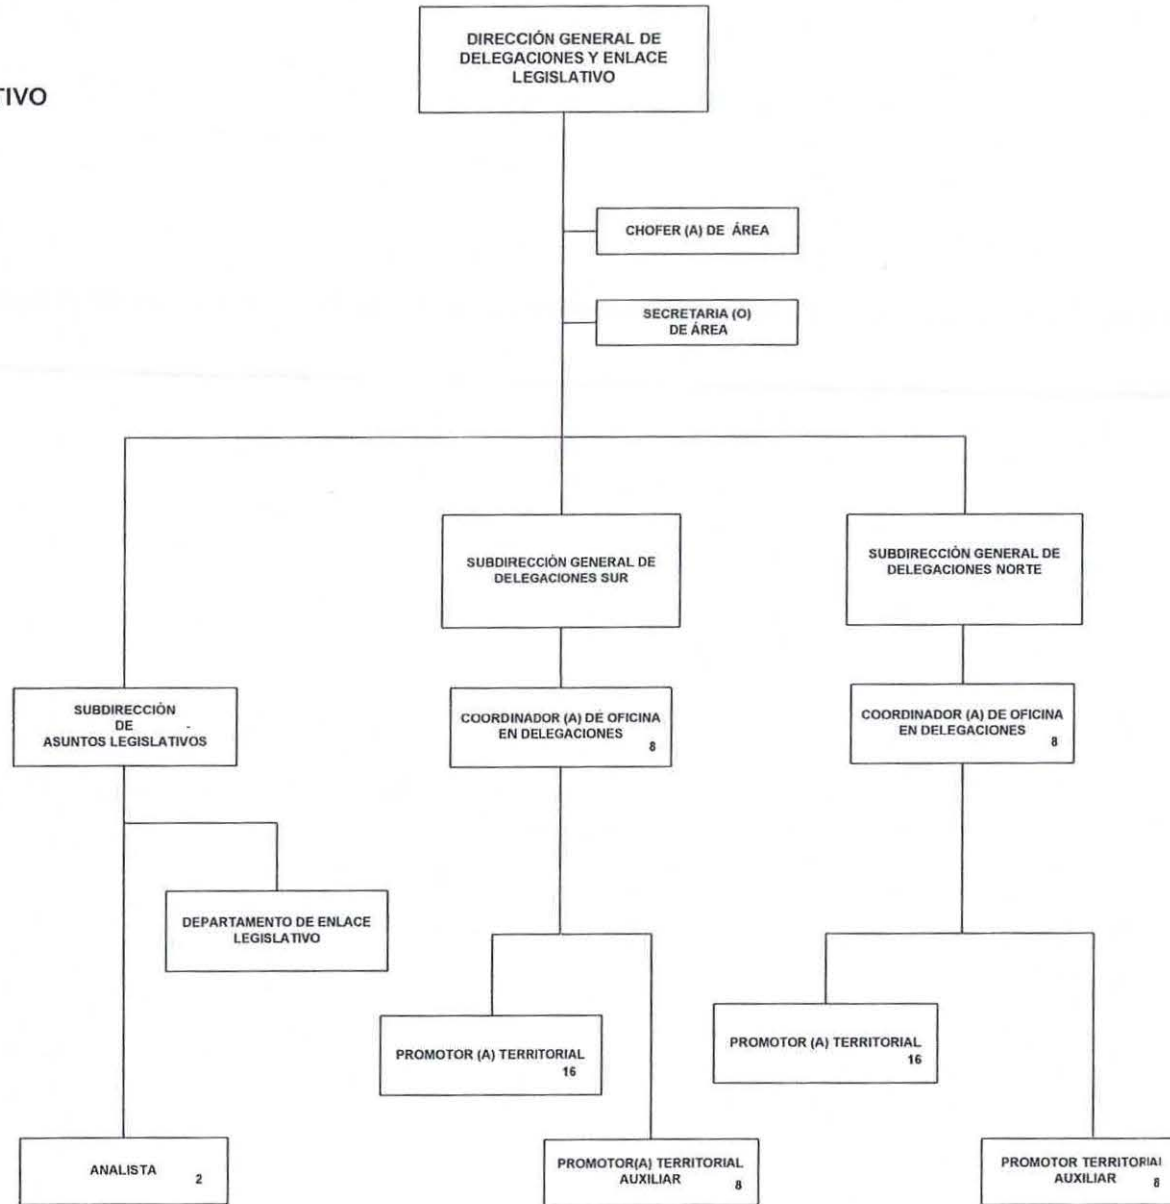 DIRECCIÓN GENERAL DE
DELEGACIONES Y ENLACE
LEGISLATIVO
TIVO
CHOFER (A) DE ÁREA
SECRETARIA (O)
DE ÁREA
SUBDIRECCIÓN GENERAL DE
DELEGACIONES SUR
SUBDIRECCIÓN GENERAL DE
DELEGACIONES NORTE
SUBDIRECCIÓN
DE
ASUNTOS LEGISLATIVOS
COORDINADOR (A) DE OFICINA
EN DELEGACIONES
8
COORDINADOR (A) DE OFICINA
EN DELEGACIONES
8
DEPARTAMENTO DE ENLACE
LEGISLATIVO
PROMOTOR (A) TERRITORIAL
16
PROMOTOR (A) TERRITORIAL
16
ANALISTA
2
PROMOTOR(A) TERRITORIAL
AUXILIAR
8
PROMOTOR TERRITORIAL
AUXILIAR
8